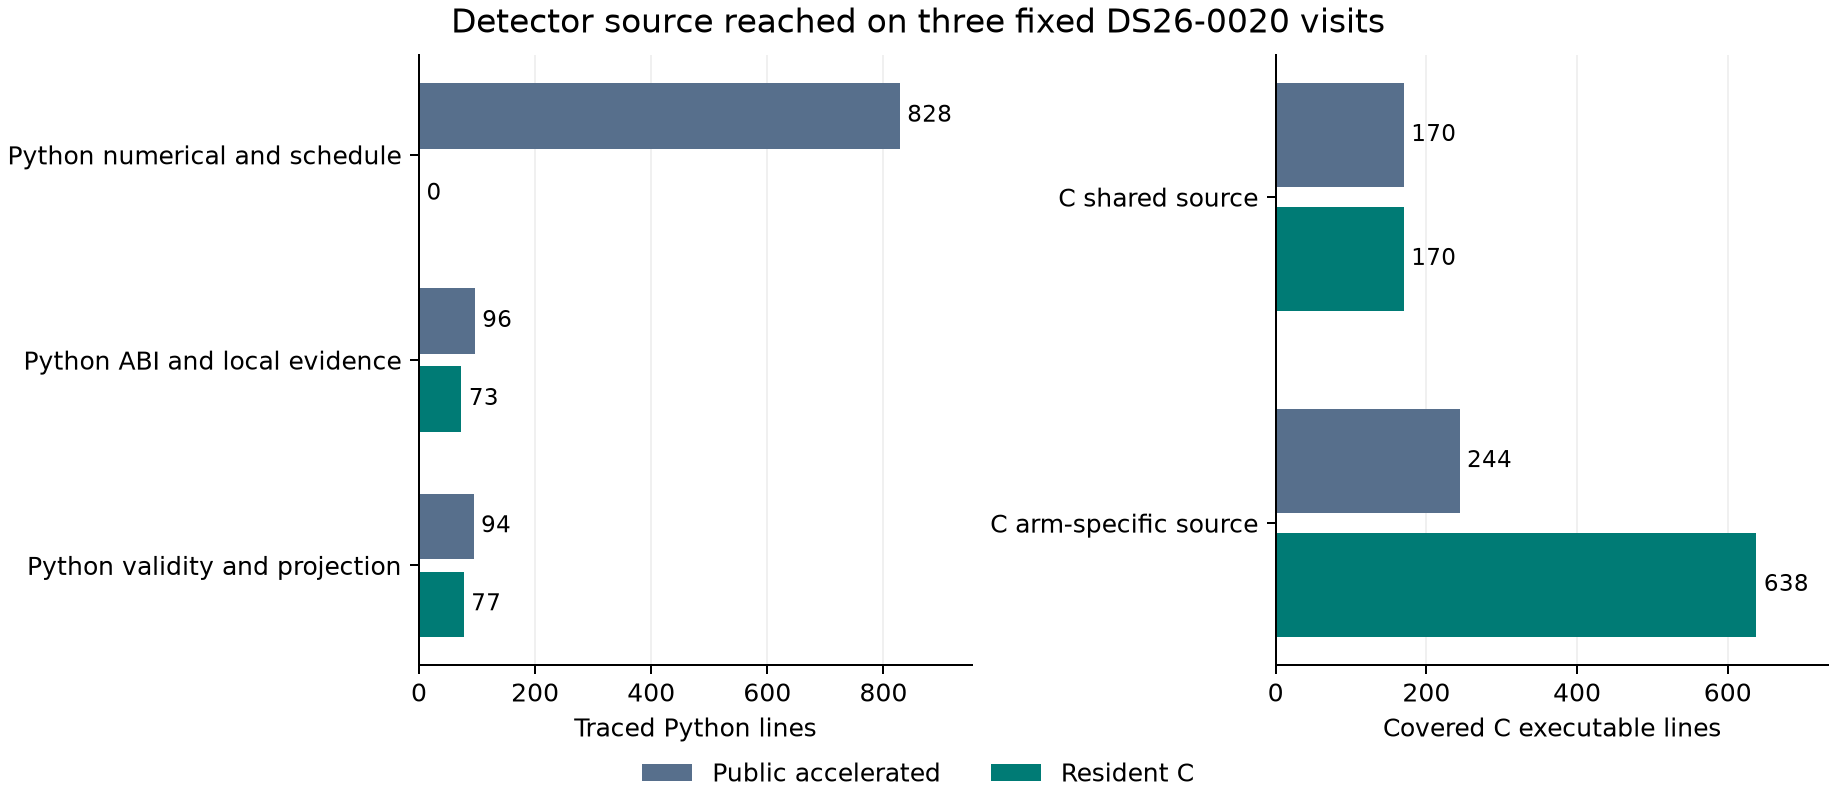 Detector source reached on three fixed DS26-0020 visits
Python numerical and schedule
828
0
Python ABI and local evidence
96
73
Python validity and projection
94
77
0 200 400 600 800
Traced Python lines
C shared source
170
170
C arm-specific source
244
638
0 200 400 600
Covered C executable lines
Public accelerated
Resident C